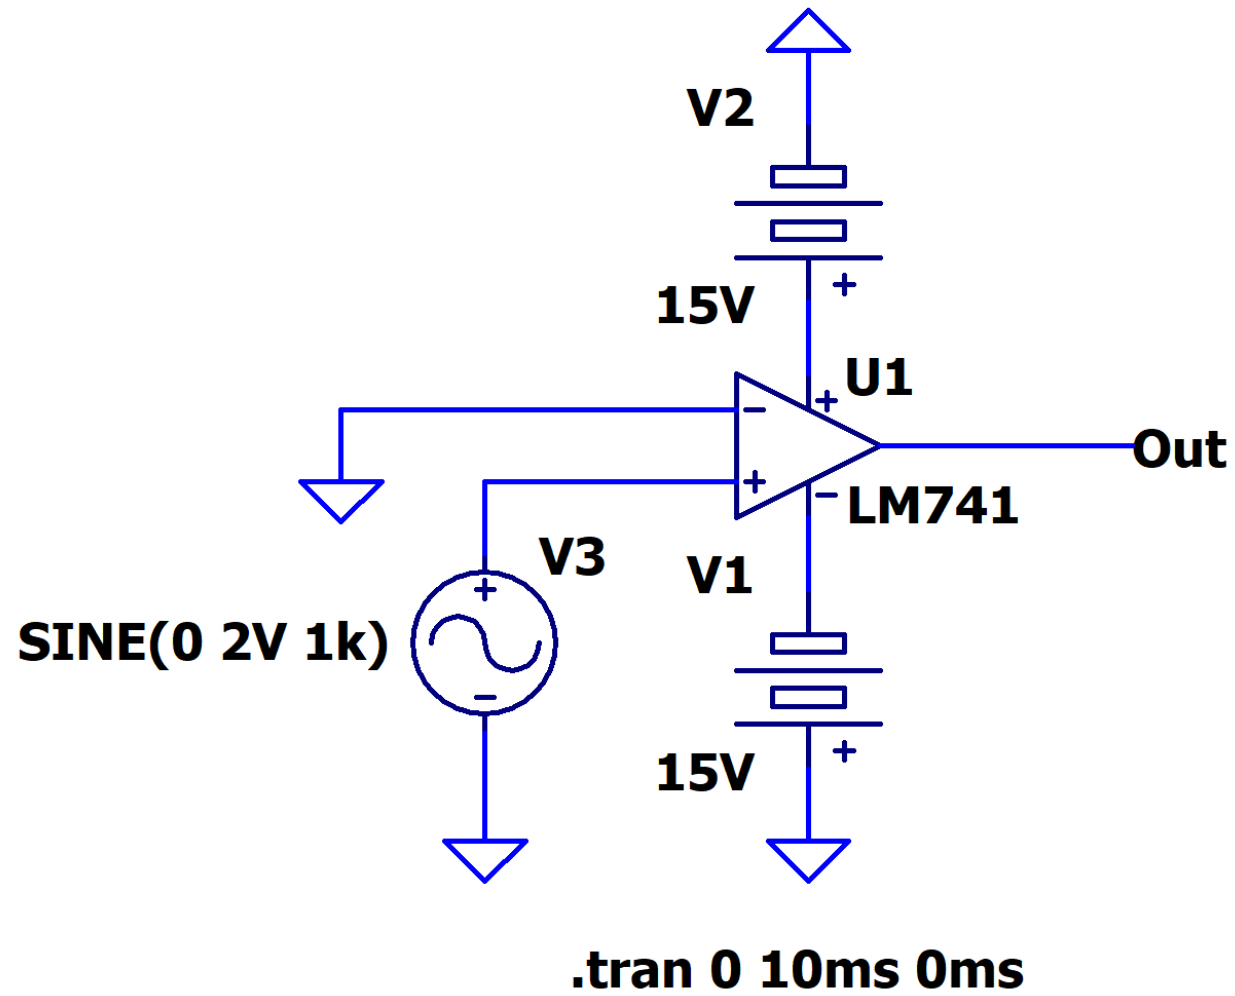 V2
15V
+
U1
+
−
Out
+
− LM741
V3
V1
+
SINE(0 2V 1k)
−
15V
+
.tran 0 10ms 0ms